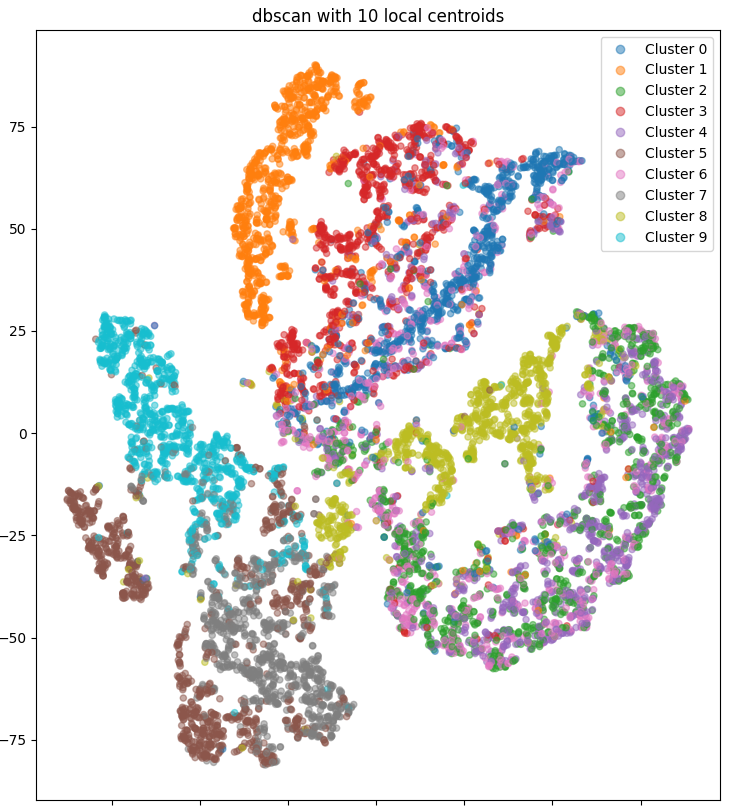 dbscan with 10 local centroids
Cluster 0
Cluster 1
Cluster 2
Cluster 3
Cluster 4
Cluster 5
Cluster 6
Cluster 7
Cluster 8
Cluster 9
75
50
25
0
−25
−50
−75